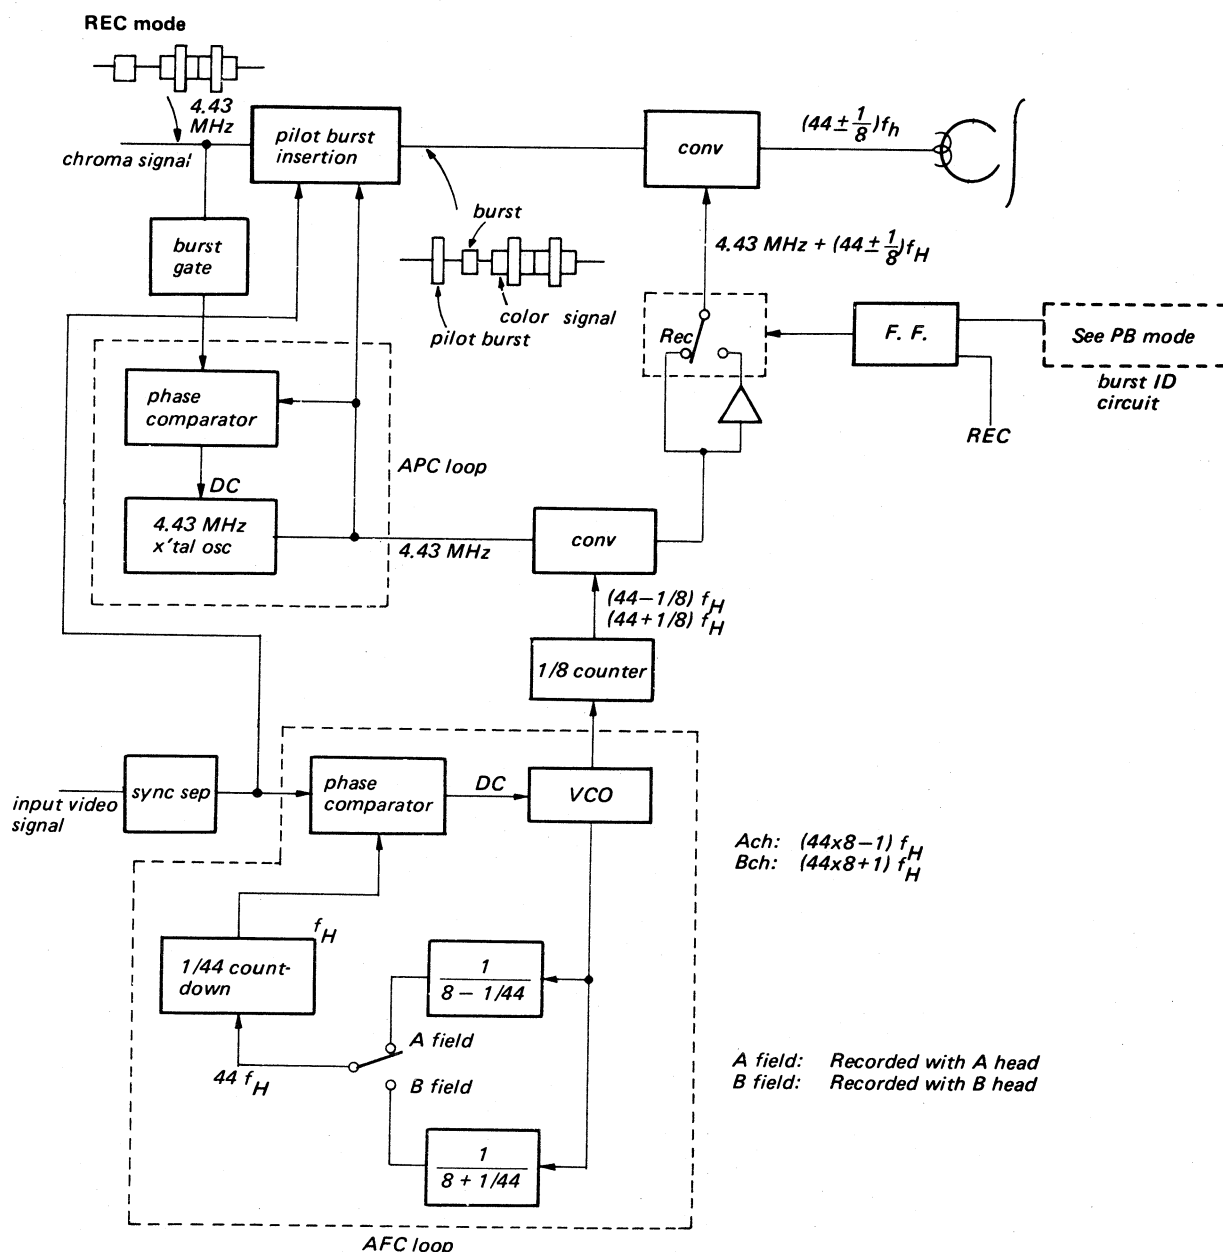 REC mode
4.43
MHz
chroma signal
pilot burst
insertion
conv
(44±1/8)fh
burst
gate
burst
color signal
pilot burst
4.43 MHz + (44±1/8)fH
Rec
F. F.
See PB mode
burst ID
circuit
REC
phase
comparator
DC
APC loop
4.43 MHz
x'tal osc
4.43 MHz
conv
(44−1/8) fH
(44+1/8) fH
1/8 counter
input video
signal
sync sep
phase
comparator
DC
VCO
Ach: (44x8−1) fH
Bch: (44x8+1) fH
fH
1/44 count-
down
1
8 − 1/44
A field
B field
44 fH
A field: Recorded with A head
B field: Recorded with B head
1
8 + 1/44
AFC loop